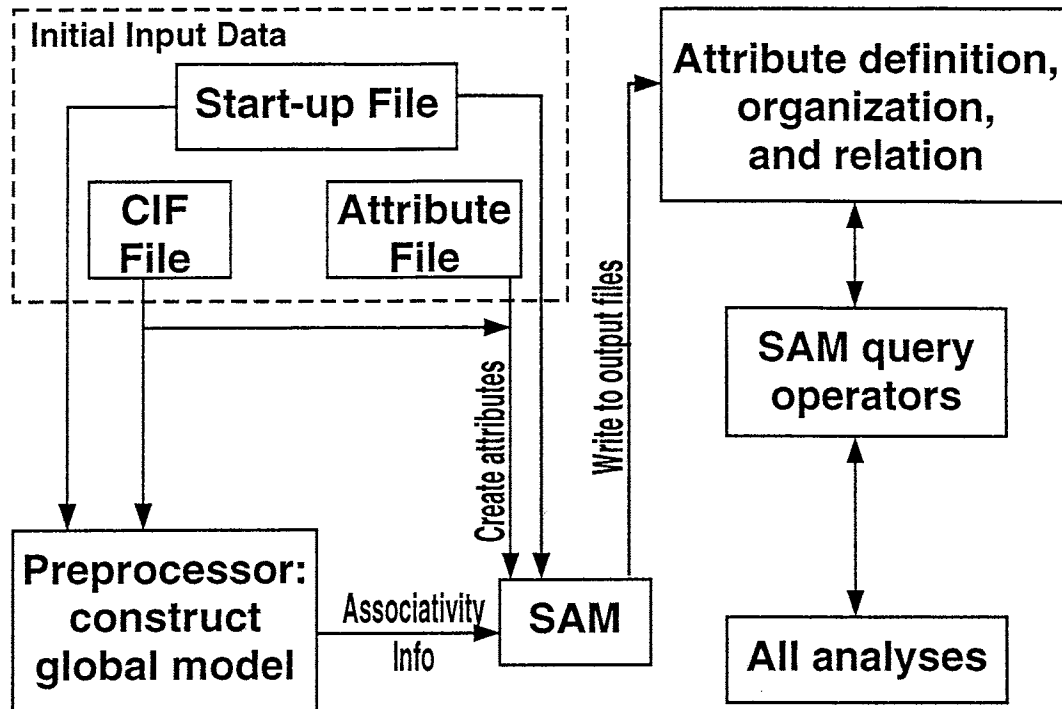 Initial Input Data
Start-up File
CIF
File
Attribute
File
Create attributes
Write to output files
Preprocessor:
construct
global model
Associativity
Info
SAM
Attribute definition,
organization,
and relation
SAM query
operators
All analyses